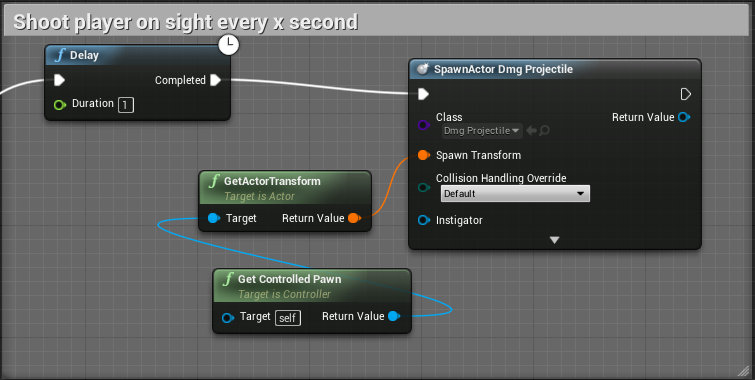 Shoot player on sight every x second
Delay
Completed
Duration 1
SpawnActor Dmg Projectile
Class
Dmg Projectile
Return Value
Spawn Transform
Collision Handling Override
Default
Instigator
GetActorTransform
Target is Actor
Target Return Value
Get Controlled Pawn
Target is Controller
Target self Return Value